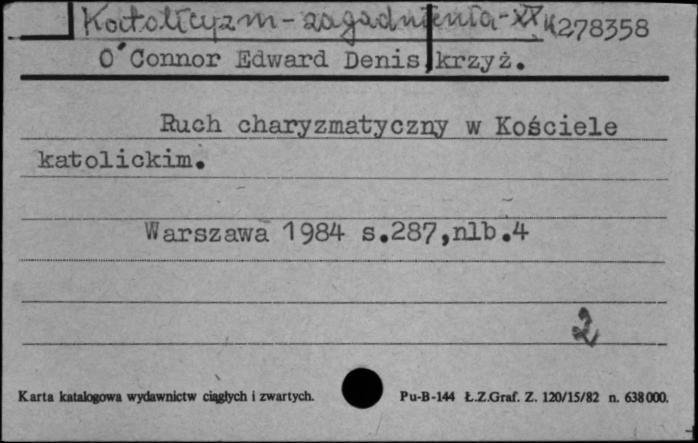 Katolicyzm - zagadnienia - XX K278358
O'Connor Edward Denis krzyż.
Ruch charyzmatyczny w Kościele
katolickim.
Warszawa 1984 s.287,nlb.4
2
Karta katalogowa wydawnictw ciągłych i zwartych. Pu-B-144 Ł.Z.Graf. Z. 120/15/82 n. 638000.